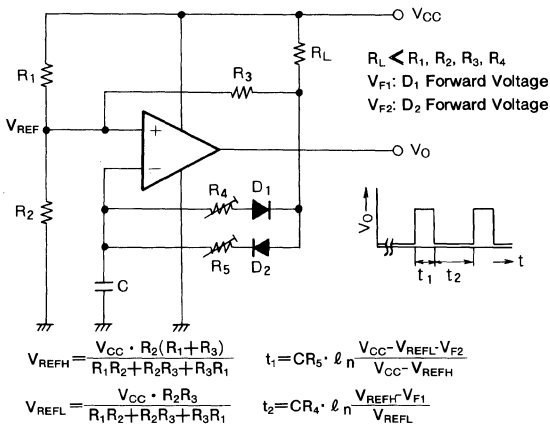 VCC
RL
R1
R3
RL < R1, R2, R3, R4
VF1: D1 Forward Voltage
VF2: D2 Forward Voltage
VREF
+
−
VO
R2
R4
D1
R5
D2
C
VO
t1
t2
t
VREFH = VCC · R2(R1+R3) / R1R2+R2R3+R3R1
t1=CR5 · ℓn VCC−VREFL-VF2 / VCC−VREFH
VREFL = VCC · R2R3 / R1R2+R2R3+R3R1
t2=CR4 · ℓn VREFH-VF1 / VREFL